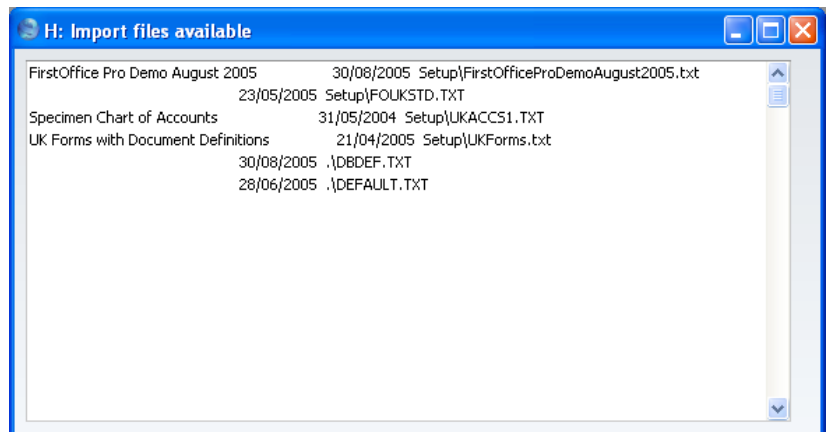 H: Import files available
FirstOffice Pro Demo August 2005 30/08/2005 Setup\FirstOfficeProDemoAugust2005.txt
23/05/2005 Setup\FOUKSTD.TXT
Specimen Chart of Accounts 31/05/2004 Setup\UKACCS1.TXT
UK Forms with Document Definitions 21/04/2005 Setup\UKForms.txt
30/08/2005 .\DBDEF.TXT
28/06/2005 .\DEFAULT.TXT